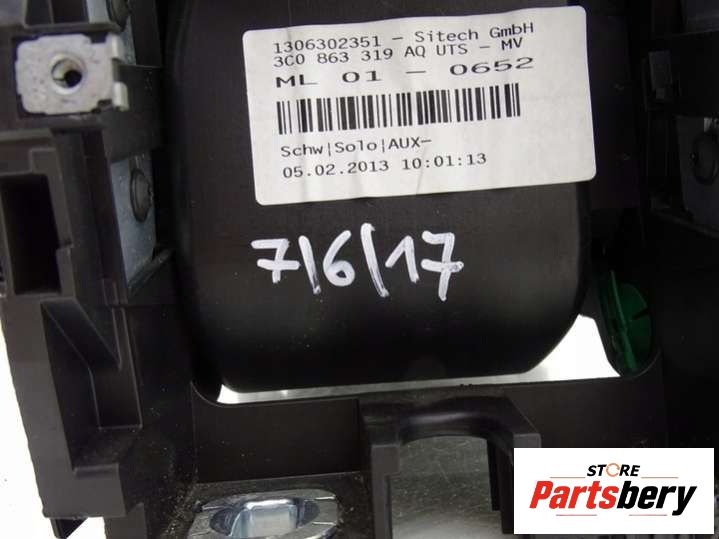 1306302351 - Sitech GmbH
3C0 863 319 AQ UTS - MV
ML 01 - 0652
Schw|Solo|AUX-
05.02.2013 10:01:13
7/6/17
STORE
Partsbery